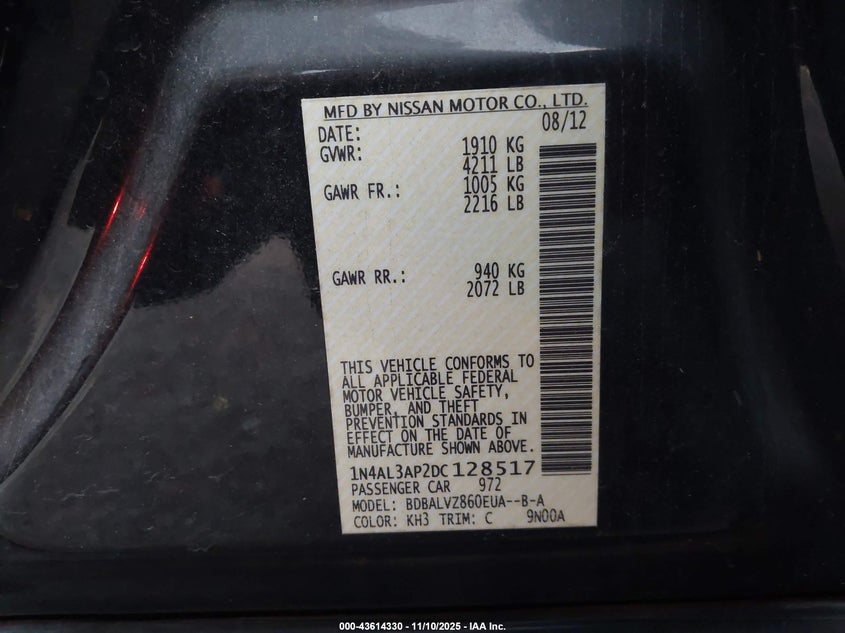 MFD BY NISSAN MOTOR CO., LTD.
DATE: 08/12
GVWR: 1910 KG
4211 LB
GAWR FR.: 1005 KG
2216 LB
GAWR RR.: 940 KG
2072 LB
THIS VEHICLE CONFORMS TO
ALL APPLICABLE FEDERAL
MOTOR VEHICLE SAFETY,
BUMPER, AND THEFT
PREVENTION STANDARDS IN
EFFECT ON THE DATE OF
MANUFACTURE SHOWN ABOVE.
1N4AL3AP2DC128517
PASSENGER CAR 972
MODEL: BDBALVZ860EUA--B-A
COLOR: KH3 TRIM: C 9N00A
000-43614330 - 11/10/2025 - IAA Inc.